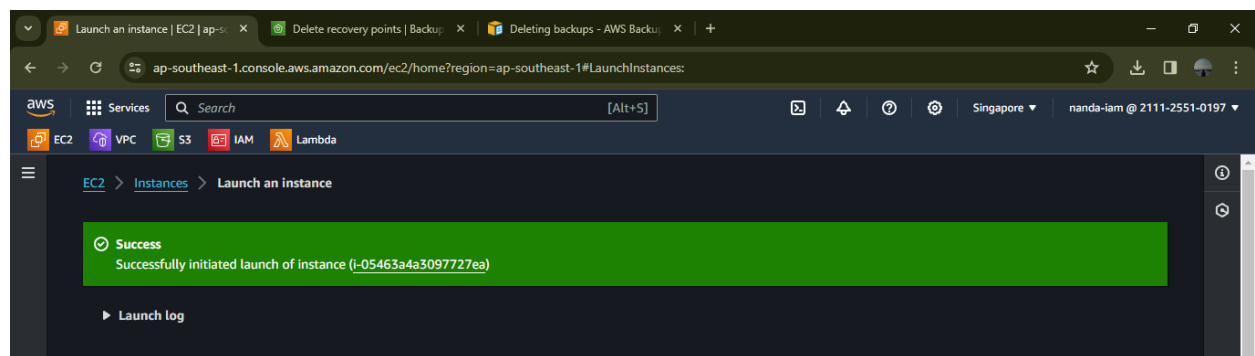 Launch an instance | EC2 | ap-so
Delete recovery points | Backup
Deleting backups - AWS Backup
ap-southeast-1.console.aws.amazon.com/ec2/home?region=ap-southeast-1#LaunchInstances:
aws
Services
Search
[Alt+S]
Singapore
nanda-iam @ 2111-2551-0197
EC2
VPC
S3
IAM
Lambda
EC2 > Instances > Launch an instance
Success
Successfully initiated launch of instance (i-05463a4a3097727ea)
Launch log